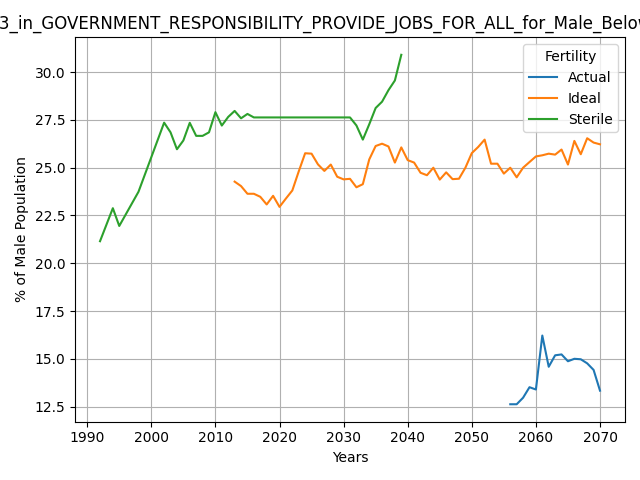 3_in_GOVERNMENT_RESPONSIBILITY_PROVIDE_JOBS_FOR_ALL_for_Male_Below
Fertility
Actual
Ideal
Sterile
% of Male Population
30.0
27.5
25.0
22.5
20.0
17.5
15.0
12.5
1990 2000 2010 2020 2030 2040 2050 2060 2070
Years